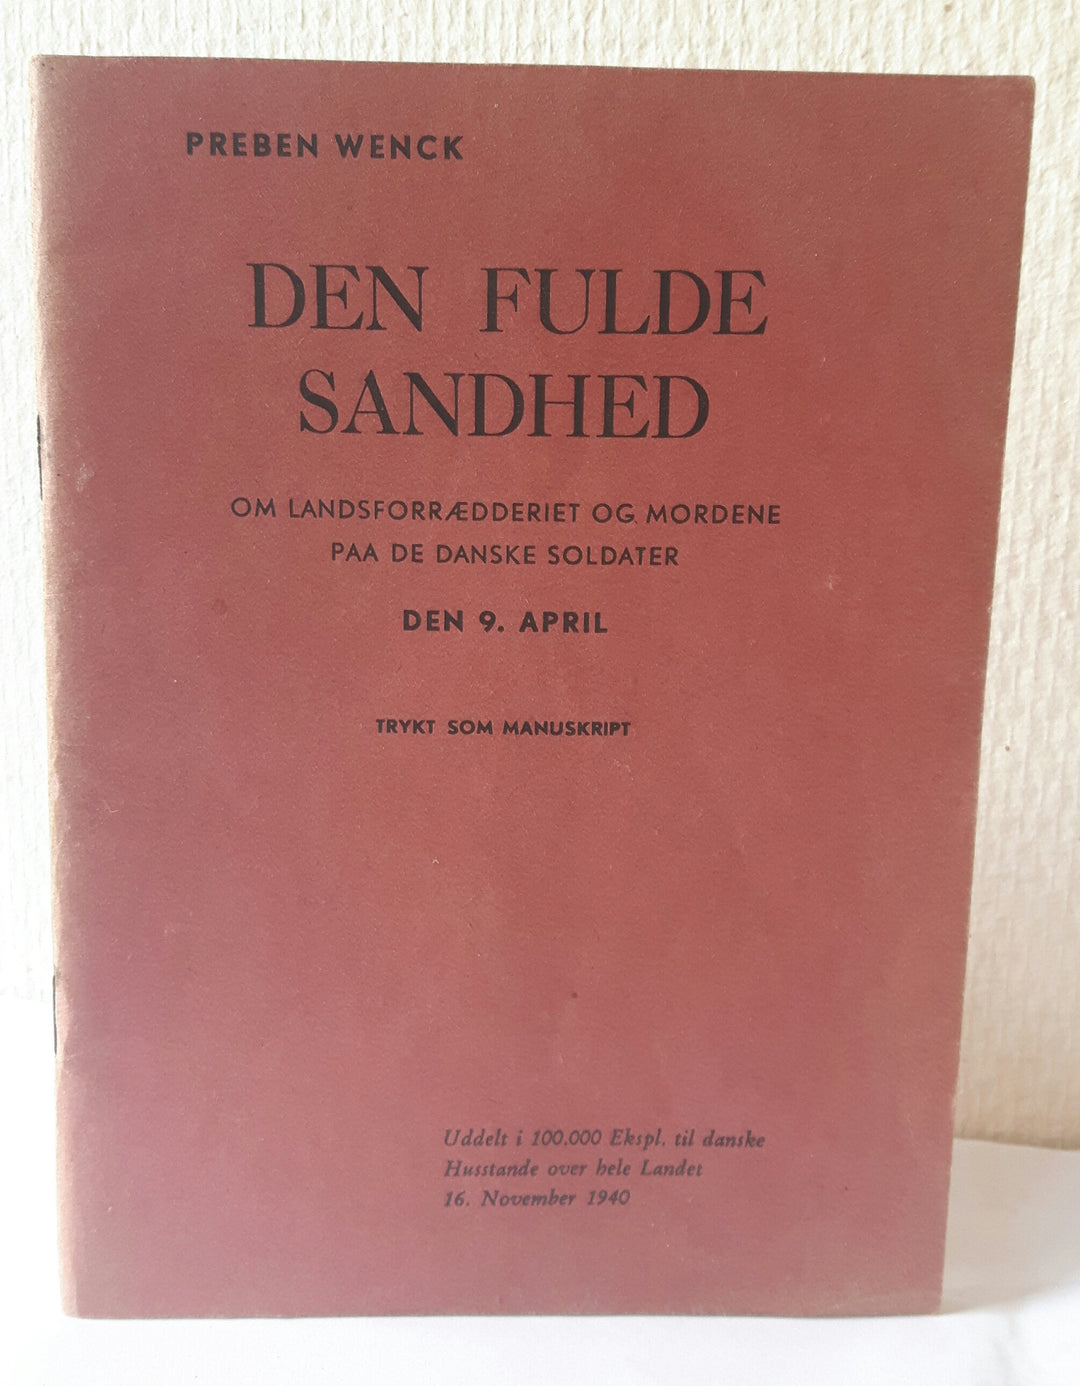 PREBEN WENCK
DEN FULDE
SANDHED
OM LANDSFORRÆDDERIET OG MORDENE
PAA DE DANSKE SOLDATER
DEN 9. APRIL
TRYKT SOM MANUSKRIPT
Uddelt i 100.000 Ekspl. til danske
Husstande over hele Landet
16. November 1940